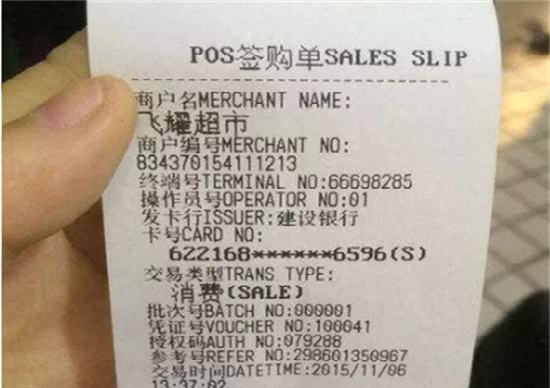 POS签购单SALES SLIP
商户名MERCHANT NAME:
飞耀超市
商户编号MERCHANT NO:
834370154111213
终端号TERMINAL NO:66698285
操作员号OPERATOR NO:01
发卡行ISSUER:建设银行
卡号CARD NO:
622168******6596(S)
交易类型TRANS TYPE:
消费(SALE)
批次号BATCH NO:000001
凭证号VOUCHER NO:100041
授权码AUTH NO:079288
参考号REFER NO:298601350967
交易时间DATETIME:2015/11/06
13:37:02